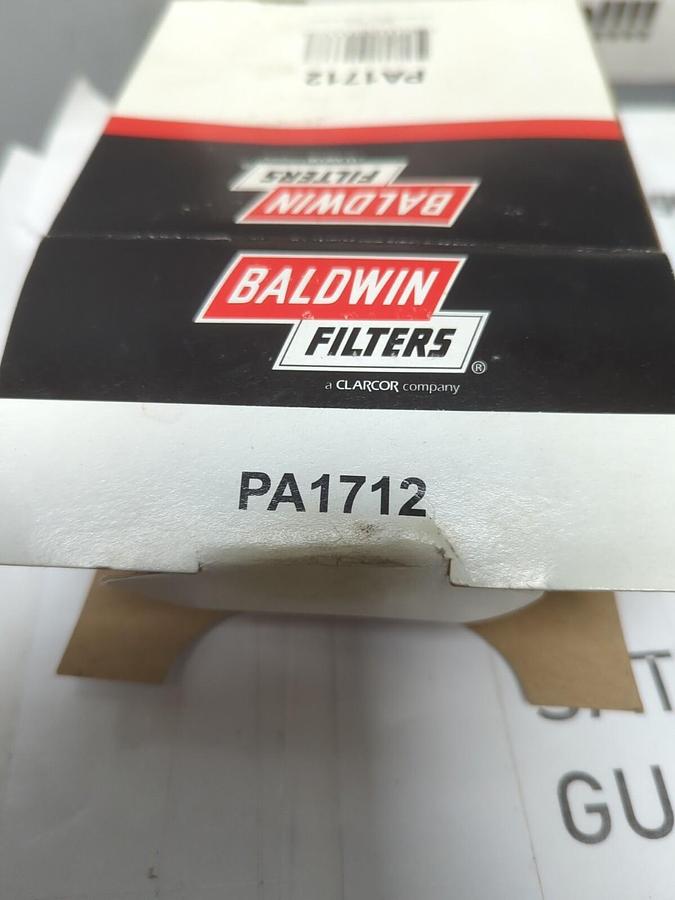 PA1712
BALDWIN
FILTERS
BALDWIN
FILTERS®
a CLARCOR company
PA1712
GU